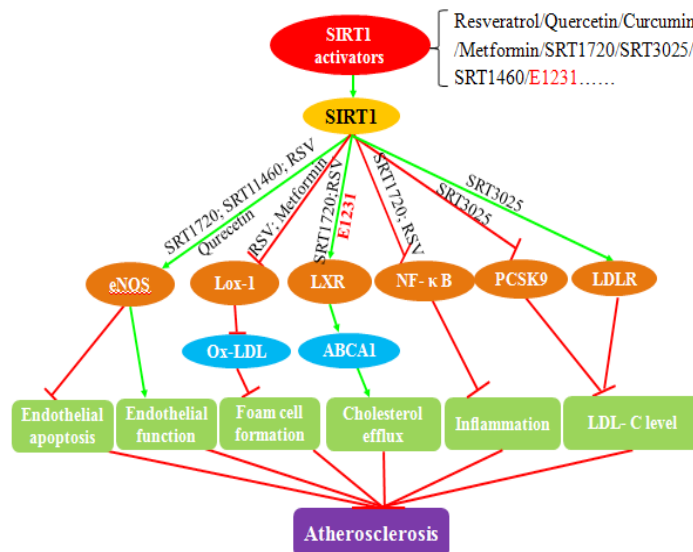 SIRT1
activators
Resveratrol/Quercetin/Curcumin
/Metformin/SRT1720/SRT3025/
SRT1460/E1231......
SIRT1
SRT1720; SRT11460; RSV
Qurecetin
RSV; Metformin
SRT1720;RSV
E1231
SRT1720; RSV
SRT3025
SRT3025
eNOS
Lox-1
LXR
NF- κ B
PCSK9
LDLR
Ox-LDL
ABCA1
Endothelial
apoptosis
Endothelial
function
Foam cell
formation
Cholesterol
efflux
Inflammation
LDL- C level
Atherosclerosis